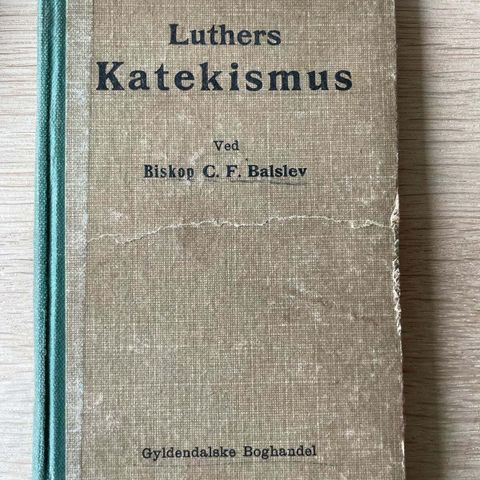 Luthers
Katekismus
Ved
Biskop C. F. Balslev
Gyldendalske Boghandel